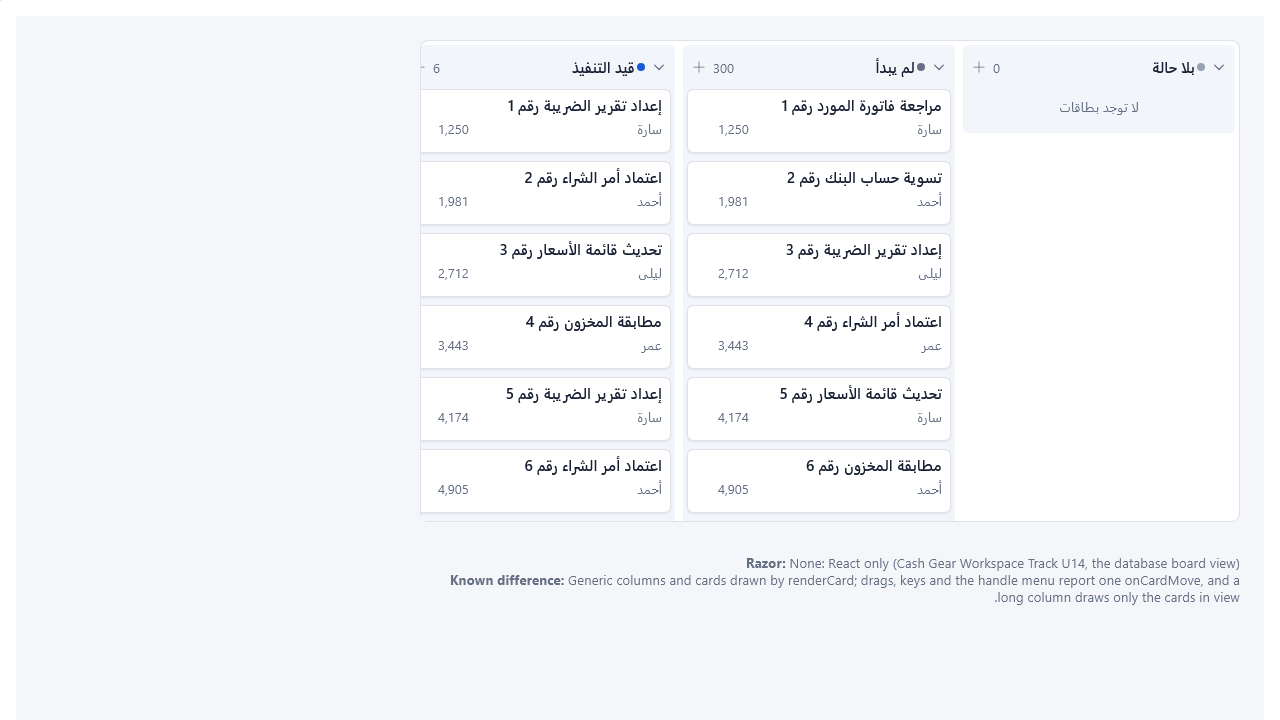 بلا حالة 0
لا توجد بطاقات
لم يبدأ 300
مراجعة فاتورة المورد رقم 1
سارة 1,250
تسوية حساب البنك رقم 2
أحمد 1,981
إعداد تقرير الضريبة رقم 3
ليلى 2,712
اعتماد أمر الشراء رقم 4
عمر 3,443
تحديث قائمة الأسعار رقم 5
سارة 4,174
مطابقة المخزون رقم 6
أحمد 4,905
قيد التنفيذ 6
إعداد تقرير الضريبة رقم 1
سارة 1,250
اعتماد أمر الشراء رقم 2
أحمد 1,981
تحديث قائمة الأسعار رقم 3
ليلى 2,712
مطابقة المخزون رقم 4
عمر 3,443
إعداد تقرير الضريبة رقم 5
سارة 4,174
اعتماد أمر الشراء رقم 6
أحمد 4,905
Razor: None: React only (Cash Gear Workspace Track U14, the database board view)
Known difference: Generic columns and cards drawn by renderCard; drags, keys and the handle menu report one onCardMove, and a
long column draws only the cards in view.